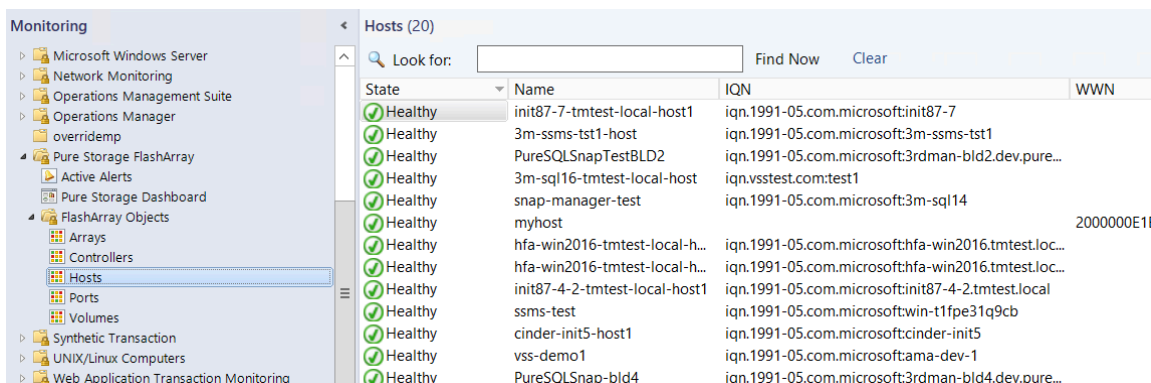 Monitoring
Microsoft Windows Server
Network Monitoring
Operations Management Suite
Operations Manager
overridemp
Pure Storage FlashArray
Active Alerts
Pure Storage Dashboard
FlashArray Objects
Arrays
Controllers
Hosts
Ports
Volumes
Synthetic Transaction
UNIX/Linux Computers
Web Application Transaction Monitoring
Hosts (20)
Look for: Find Now Clear
State Name IQN WWN
Healthy init87-7-tmtest-local-host1 iqn.1991-05.com.microsoft:init87-7
Healthy 3m-ssms-tst1-host iqn.1991-05.com.microsoft:3m-ssms-tst1
Healthy PureSQLSnapTestBLD2 iqn.1991-05.com.microsoft:3rdman-bld2.dev.pure...
Healthy 3m-sql16-tmtest-local-host iqn.vsstest.com:test1
Healthy snap-manager-test iqn.1991-05.com.microsoft:3m-sql14
Healthy myhost 2000000E1
Healthy hfa-win2016-tmtest-local-h... iqn.1991-05.com.microsoft:hfa-win2016.tmtest.loc...
Healthy hfa-win2016-tmtest-local-h... iqn.1991-05.com.microsoft:hfa-win2016.tmtest.loc...
Healthy init87-4-2-tmtest-local-host1 iqn.1991-05.com.microsoft:init87-4-2.tmtest.local
Healthy ssms-test iqn.1991-05.com.microsoft:win-t1fpe31q9cb
Healthy cinder-init5-host1 iqn.1991-05.com.microsoft:cinder-init5
Healthy vss-demo1 iqn.1991-05.com.microsoft:ama-dev-1
Healthy PureSQLSnap-bld4 iqn.1991-05.com.microsoft:3rdman-bld4.dev.pure...